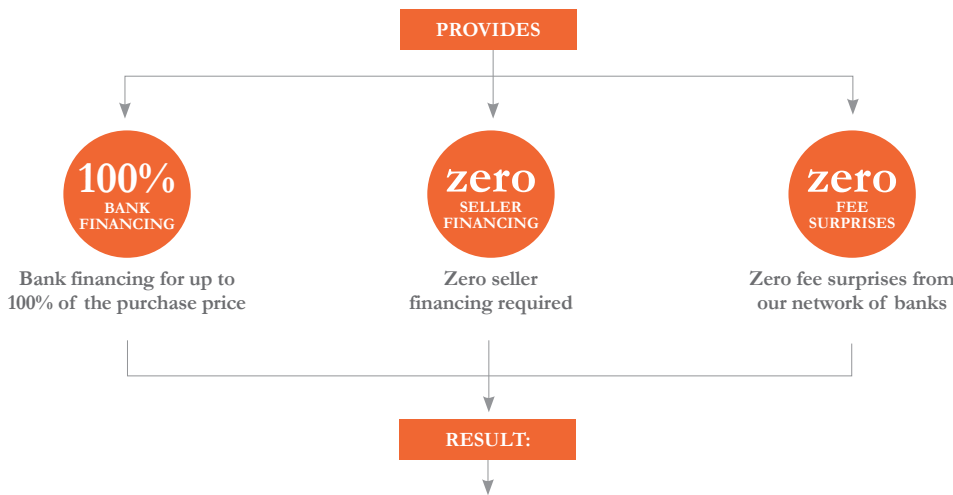 PROVIDES
100%
BANK
FINANCING
zero
SELLER
FINANCING
zero
FEE
SURPRISES
Bank financing for up to
100% of the purchase price
Zero seller
financing required
Zero fee surprises from
our network of banks
RESULT: